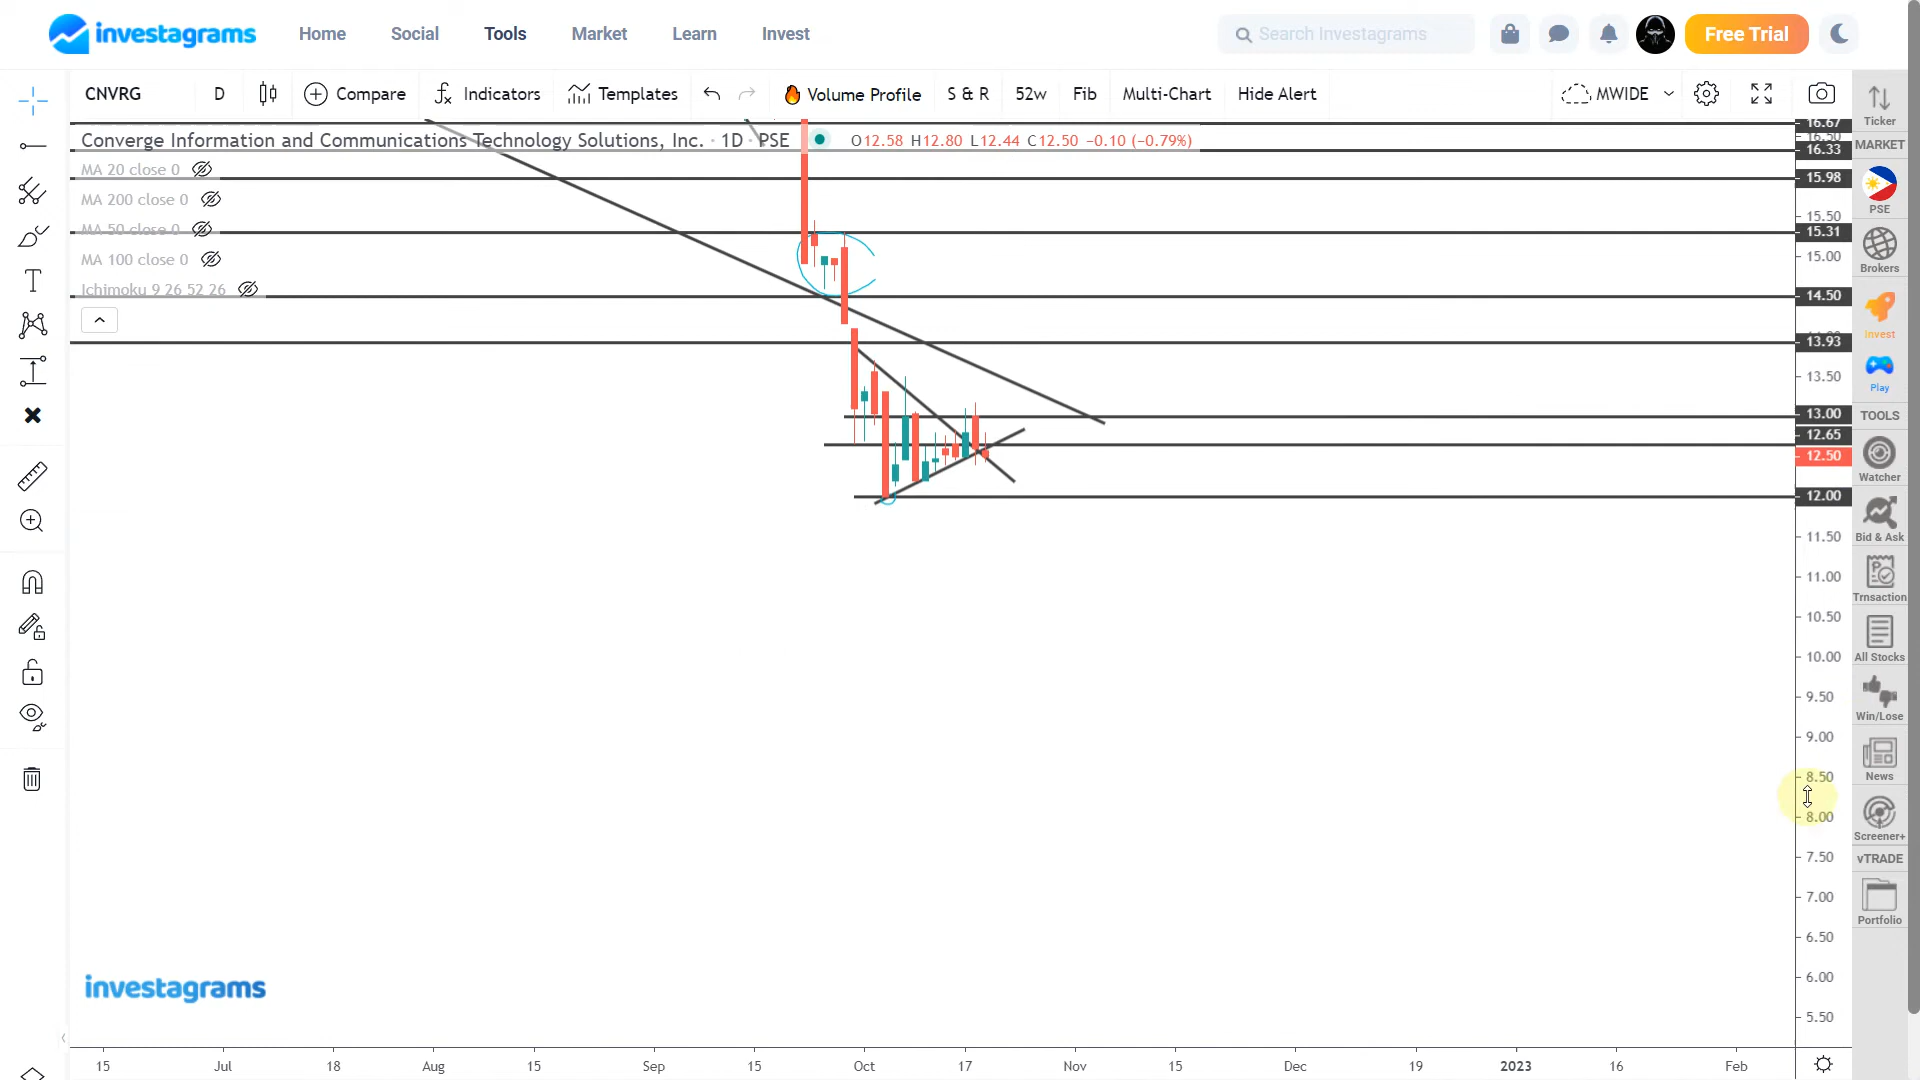 investagrams Home Social Tools Market Learn Invest Search Investagrams Free Trial
CNVRG D Compare Indicators Templates Volume Profile S & R 52w Fib Multi-Chart Hide Alert MWIDE
Ticker
Converge Information and Communications Technology Solutions, Inc. · 1D · PSE O12.58 H12.80 L12.44 C12.50 −0.10 (−0.79%)
MA 20 close 0
MA 200 close 0
MA 50 close 0
MA 100 close 0
Ichimoku 9 26 52 26
16.67
16.50
16.33
15.98
15.50
15.31
15.00
14.50
13.93
13.50
13.00
12.65
12.50
12.00
11.50
11.00
10.50
10.00
9.50
9.00
8.50
8.00
7.50
7.00
6.50
6.00
5.50
MARKET
PSE
Brokers
Invest
Play
TOOLS
Watcher
Bid & Ask
Trnsaction
All Stocks
Win/Lose
News
Screener+
vTRADE
Portfolio
investagrams
15 Jul 18 Aug 15 Sep 15 Oct 17 Nov 15 Dec 19 2023 16 Feb